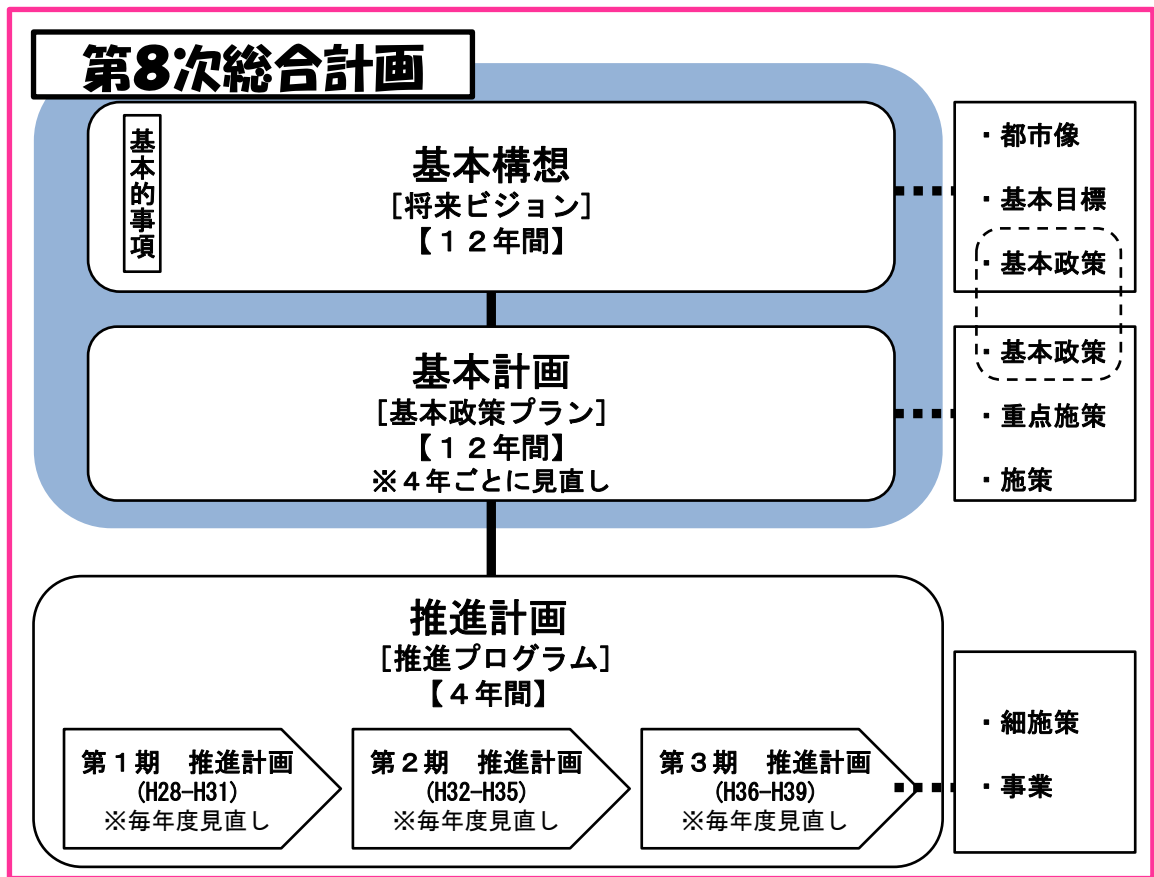 第8次総合計画
基本的事項
基本構想
［将来ビジョン］
【１２年間】
・都市像
・基本目標
・基本政策
基本計画
［基本政策プラン］
【１２年間】
※４年ごとに見直し
・基本政策
・重点施策
・施策
推進計画
［推進プログラム］
【４年間】
第１期　推進計画
(H28-H31)
※毎年度見直し
第２期　推進計画
(H32-H35)
※毎年度見直し
第３期　推進計画
(H36-H39)
※毎年度見直し
・細施策
・事業